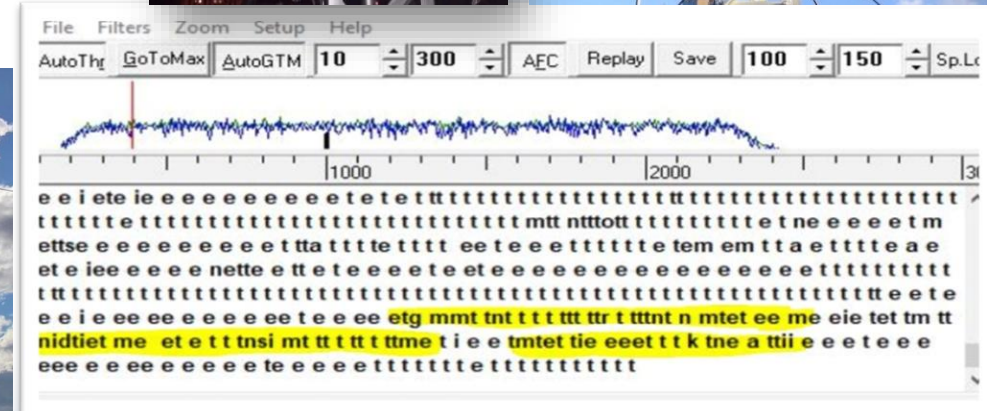 File Filters Zoom Setup Help
AutoThr GoToMax AutoGTM 10 300 AFC Replay Save 100 150 Sp.Lo
1000 2000 30
e e i ete ie e e e e e e e e e t e t e t tt t t t t t t t t t t t t t t t t t t t t t t tt t t t t t t t t t t t t t t t t t t t t t t t t t
t t t t t t e t t t t t t t t t t t t t t t t t t t t t t t t t t t t t t mtt ntttott t t t t t t t t t t e t ne e e e e t m
ettse e e e e e e e e e t tta t t t te t t t t ee t e e e t t t t t t e tem em t t a e t t t t e a e
et e iee e e e e nette e tt e t e e e e t e et e e e e e e e e e e e e e e e e e t t t t t t t t t t
t tt t t t t t t t t t t t t t t t t t t t t t t t t t t t t t t t t t t t t t t t t t t t t t t t t t t t t t t t t t t tt e e t e
e e i e ee ee e e e e e ee t e e ee etg mmt tnt t t t ttt ttr t tttnt n mtet ee me eie tet tm tt
nidtiet me et e t t tnsi mt tt t tt t ttme t i e e tmtet tie eeet t t k tne a ttii e e e e t e e e
eee e e ee e e e e e e te e e e e t t t t t t t e t t t t t t t t t t t